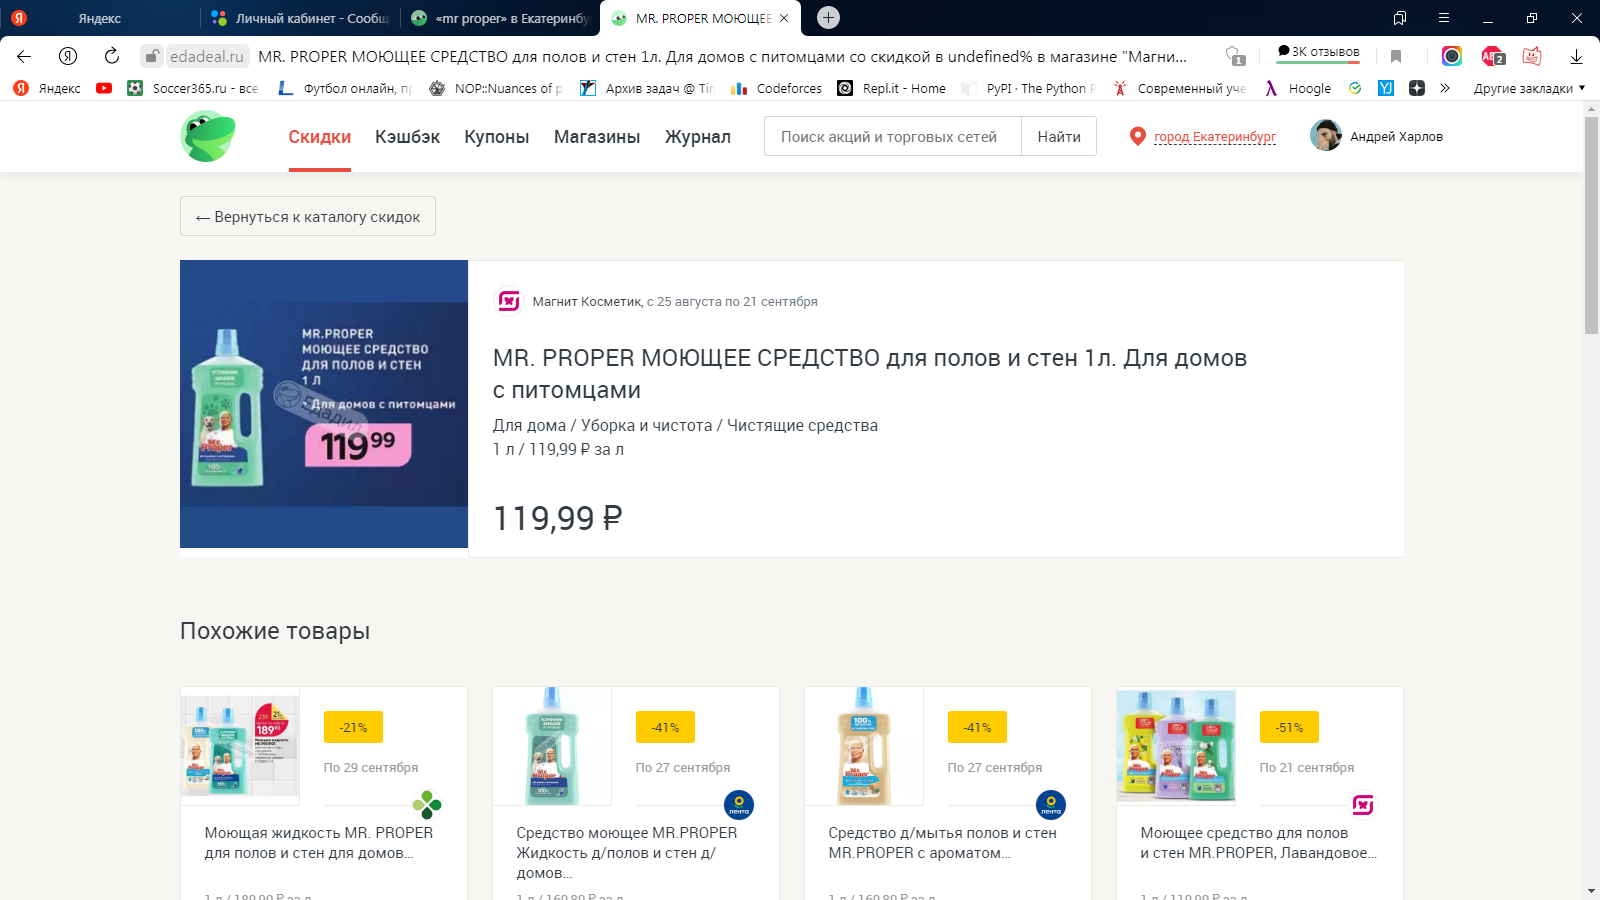 Яндекс
Личный кабинет - Сообщ
«mr proper» в Екатеринбу
MR. PROPER МОЮЩЕЕ
edadeal.ru
MR. PROPER МОЮЩЕЕ СРЕДСТВО для полов и стен 1л. Для домов с питомцами со скидкой в undefined% в магазине "Магни...
1
3К отзывов
2
Яндекс
Soccer365.ru - все
Футбол онлайн, пр
NOP::Nuances of p
Архив задач @ Tim
Codeforces
Repl.it - Home
PyPI · The Python P
Современный уче
Hoogle
Другие закладки
Скидки
Кэшбэк
Купоны
Магазины
Журнал
Поиск акций и торговых сетей
Найти
город Екатеринбург
Андрей Харлов
← Вернуться к каталогу скидок
MR.PROPER
МОЮЩЕЕ СРЕДСТВО
ДЛЯ ПОЛОВ И СТЕН
1 Л
• Для домов с питомцами
Едадил
119 99
Mr. Proper
Магнит Косметик, с 25 августа по 21 сентября
MR. PROPER МОЮЩЕЕ СРЕДСТВО для полов и стен 1л. Для домов
с питомцами
Для дома / Уборка и чистота / Чистящие средства
1 л / 119,99 ₽ за л
119,99 ₽
Похожие товары
-21%
По 29 сентября
Моющая жидкость MR. PROPER
для полов и стен для домов...
1 л / 189,90 ₽ за л
-41%
По 27 сентября
лента
Средство моющее MR.PROPER
Жидкость д/полов и стен д/
домов...
1 л / 169,89 ₽ за л
-41%
По 27 сентября
лента
Средство д/мытья полов и стен
MR.PROPER с ароматом...
1 л / 169,89 ₽ за л
-51%
По 21 сентября
Моющее средство для полов
и стен MR.PROPER, Лавандовое...
1 л / 119,99 ₽ за л